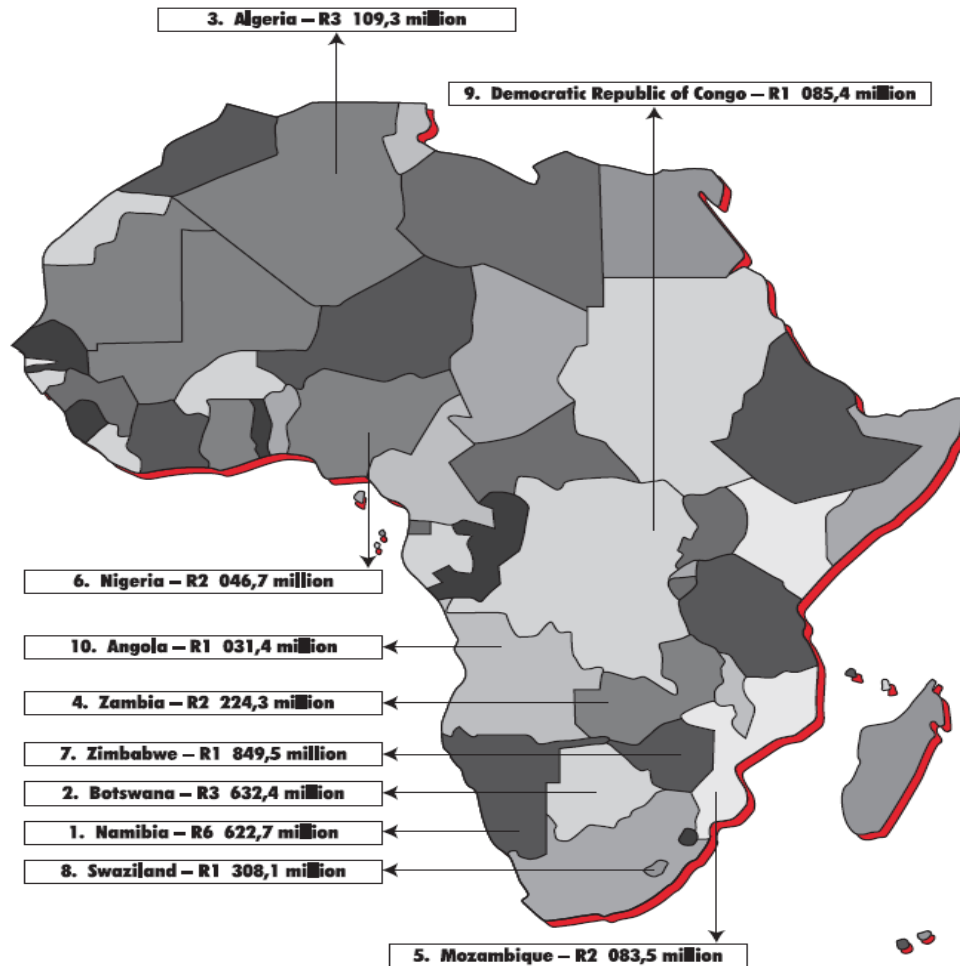 3. Algeria – R3 109,3 million
9. Democratic Republic of Congo – R1 085,4 million
6. Nigeria – R2 046,7 million
10. Angola – R1 031,4 million
4. Zambia – R2 224,3 million
7. Zimbabwe – R1 849,5 million
2. Botswana – R3 632,4 million
1. Namibia – R6 622,7 million
8. Swaziland – R1 308,1 million
5. Mozambique – R2 083,5 million